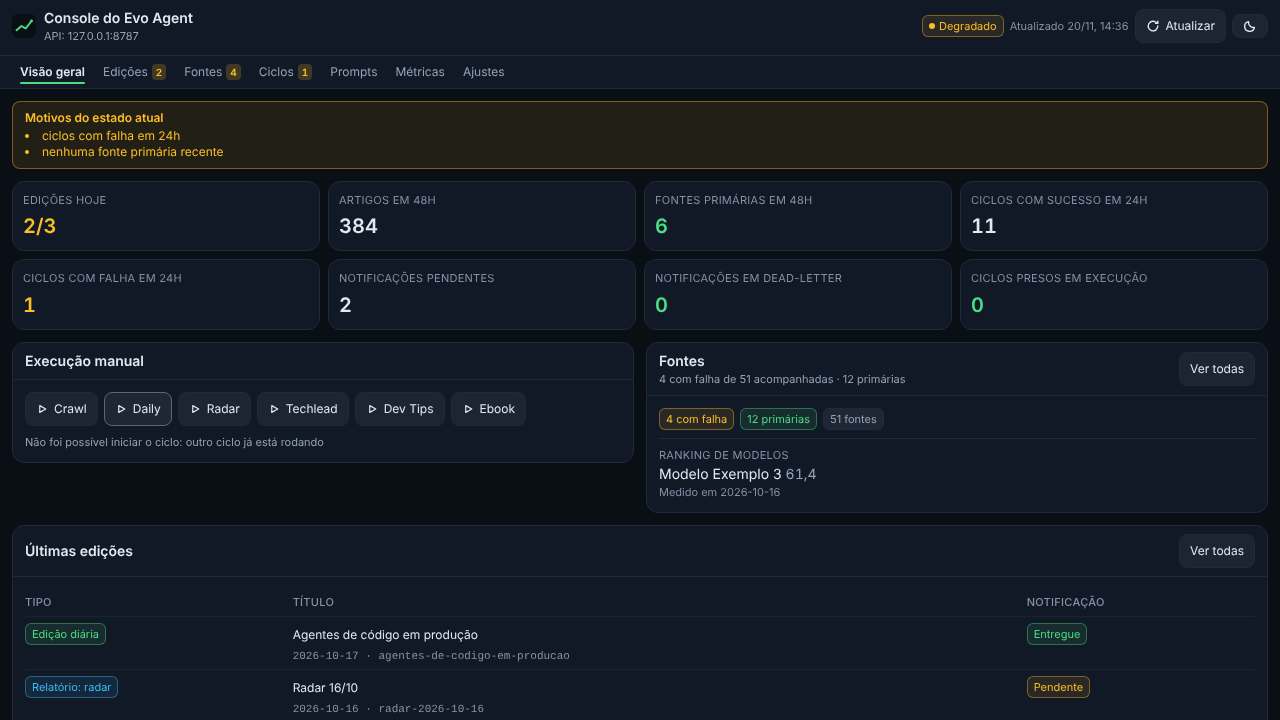 Console do Evo Agent
API: 127.0.0.1:8787
Degradado
Atualizado 20/11, 14:36
Atualizar
Visão geral
Edições 2
Fontes 4
Ciclos 1
Prompts
Métricas
Ajustes
Motivos do estado atual
• ciclos com falha em 24h
• nenhuma fonte primária recente
EDIÇÕES HOJE
2/3
ARTIGOS EM 48H
384
FONTES PRIMÁRIAS EM 48H
6
CICLOS COM SUCESSO EM 24H
11
CICLOS COM FALHA EM 24H
1
NOTIFICAÇÕES PENDENTES
2
NOTIFICAÇÕES EM DEAD-LETTER
0
CICLOS PRESOS EM EXECUÇÃO
0
Execução manual
Crawl
Daily
Radar
Techlead
Dev Tips
Ebook
Não foi possível iniciar o ciclo: outro ciclo já está rodando
Fontes
4 com falha de 51 acompanhadas · 12 primárias
Ver todas
4 com falha
12 primárias
51 fontes
RANKING DE MODELOS
Modelo Exemplo 3 61,4
Medido em 2026-10-16
Últimas edições
Ver todas
TIPO
TÍTULO
NOTIFICAÇÃO
Edição diária
Agentes de código em produção
2026-10-17 · agentes-de-codigo-em-producao
Entregue
Relatório: radar
Radar 16/10
2026-10-16 · radar-2026-10-16
Pendente